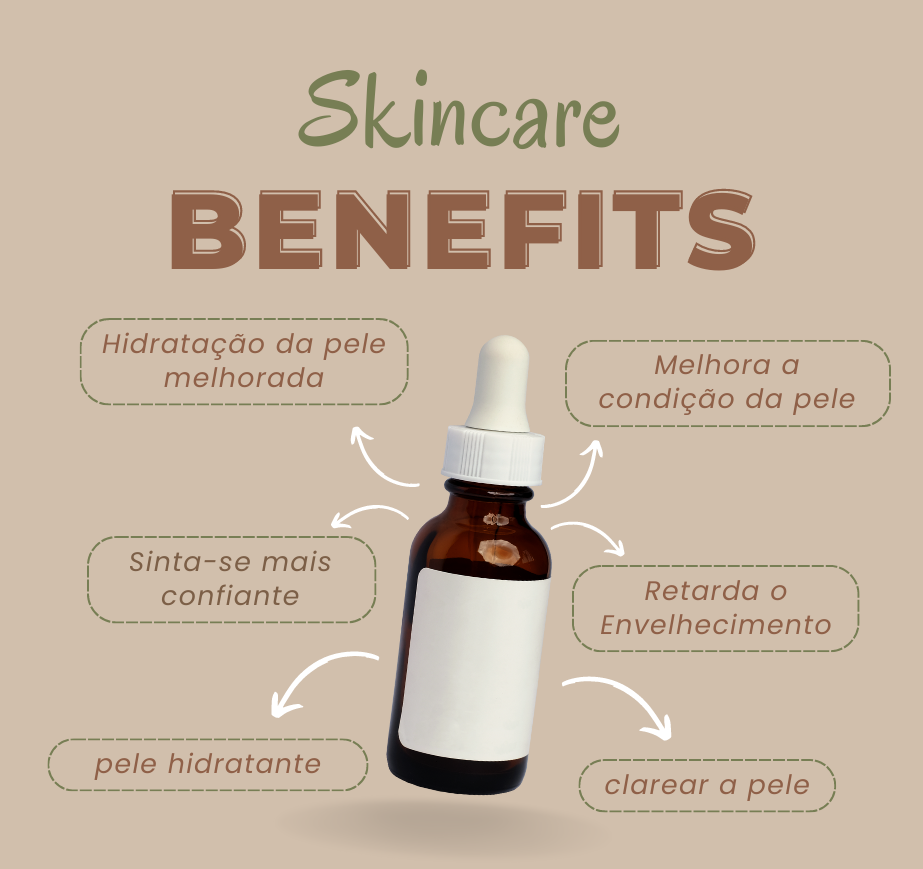 Skincare
BENEFITS
Hidratação da pele
melhorada
Melhora a
condição da pele
Sinta-se mais
confiante
Retarda o
Envelhecimento
pele hidratante
clarear a pele